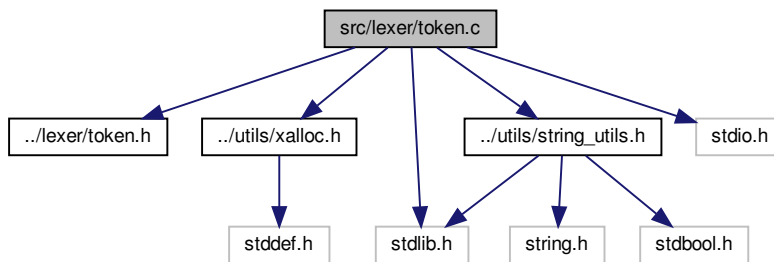 src/lexer/token.c
../lexer/token.h
../utils/xalloc.h
../utils/string_utils.h
stdio.h
stddef.h
stdlib.h
string.h
stdbool.h